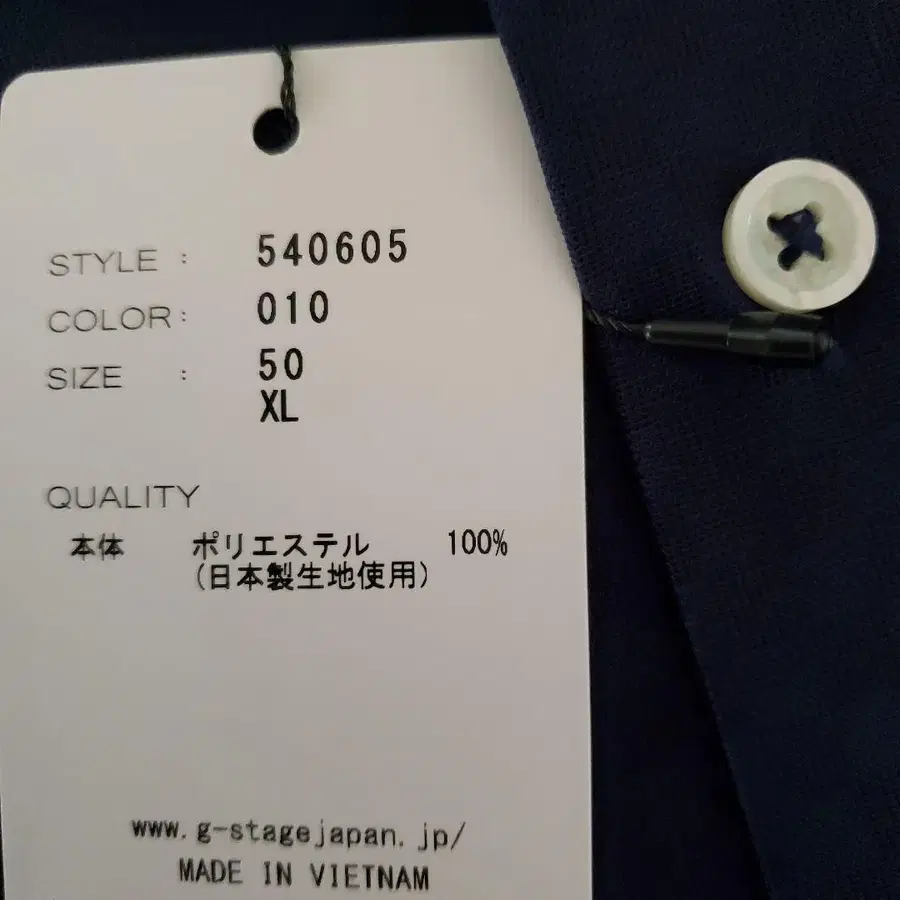 STYLE : 540605
COLOR: 010
SIZE : 50
XL
QUALITY
本体 ポリエステル 100%
(日本製生地使用)
www.g-stagejapan.jp/
MADE IN VIETNAM